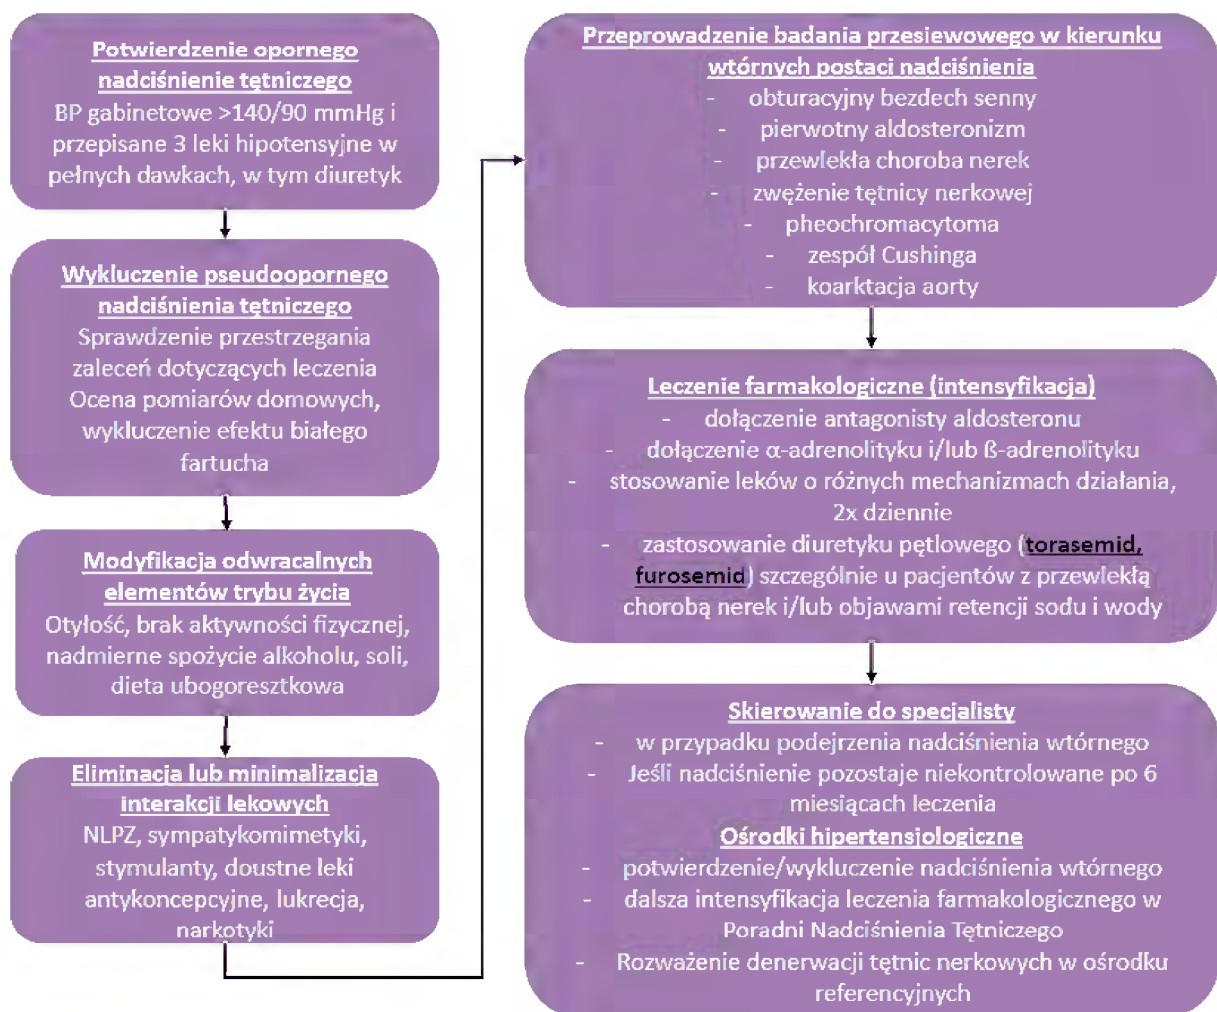 Potwierdzenie opornego
nadciśnienie tętniczego
BP gabinetowe >140/90 mmHg i
przepisane 3 leki hipotensyjne w
pełnych dawkach, w tym diuretyk
Wykluczenie pseudoopornego
nadciśnienia tętniczego
Sprawdzenie przestrzegania
zaleceń dotyczących leczenia
Ocena pomiarów domowych,
wykluczenie efektu białego
fartucha
Modyfikacja odwracalnych
elementów trybu życia
Otyłość, brak aktywności fizycznej,
nadmierne spożycie alkoholu, soli,
dieta ubogoresztkowa
Eliminacja lub minimalizacja
interakcji lekowych
NLPZ, sympatykomimetyki,
stymulanty, doustne leki
antykoncepcyjne, lukrecja,
narkotyki
Przeprowadzenie badania przesiewowego w kierunku
wtórnych postaci nadciśnienia
- obturacyjny bezdech senny
- pierwotny aldosteronizm
- przewlekła choroba nerek
- zwężenie tętnicy nerkowej
- pheochromacytoma
- zespół Cushinga
- koarktacja aorty
Leczenie farmakologiczne (intensyfikacja)
- dołączenie antagonisty aldosteronu
- dołączenie α-adrenolityku i/lub ß-adrenolityku
- stosowanie leków o różnych mechanizmach działania,
2x dziennie
- zastosowanie diuretyku pętlowego (torasemid,
furosemid) szczególnie u pacjentów z przewlekłą
chorobą nerek i/lub objawami retencji sodu i wody
Skierowanie do specjalisty
- w przypadku podejrzenia nadciśnienia wtórnego
- Jeśli nadciśnienie pozostaje niekontrolowane po 6
miesiącach leczenia
Ośrodki hipertensjologiczne
- potwierdzenie/wykluczenie nadciśnienia wtórnego
- dalsza intensyfikacja leczenia farmakologicznego w
Poradni Nadciśnienia Tętniczego
- Rozważenie denerwacji tętnic nerkowych w ośrodku
referencyjnych